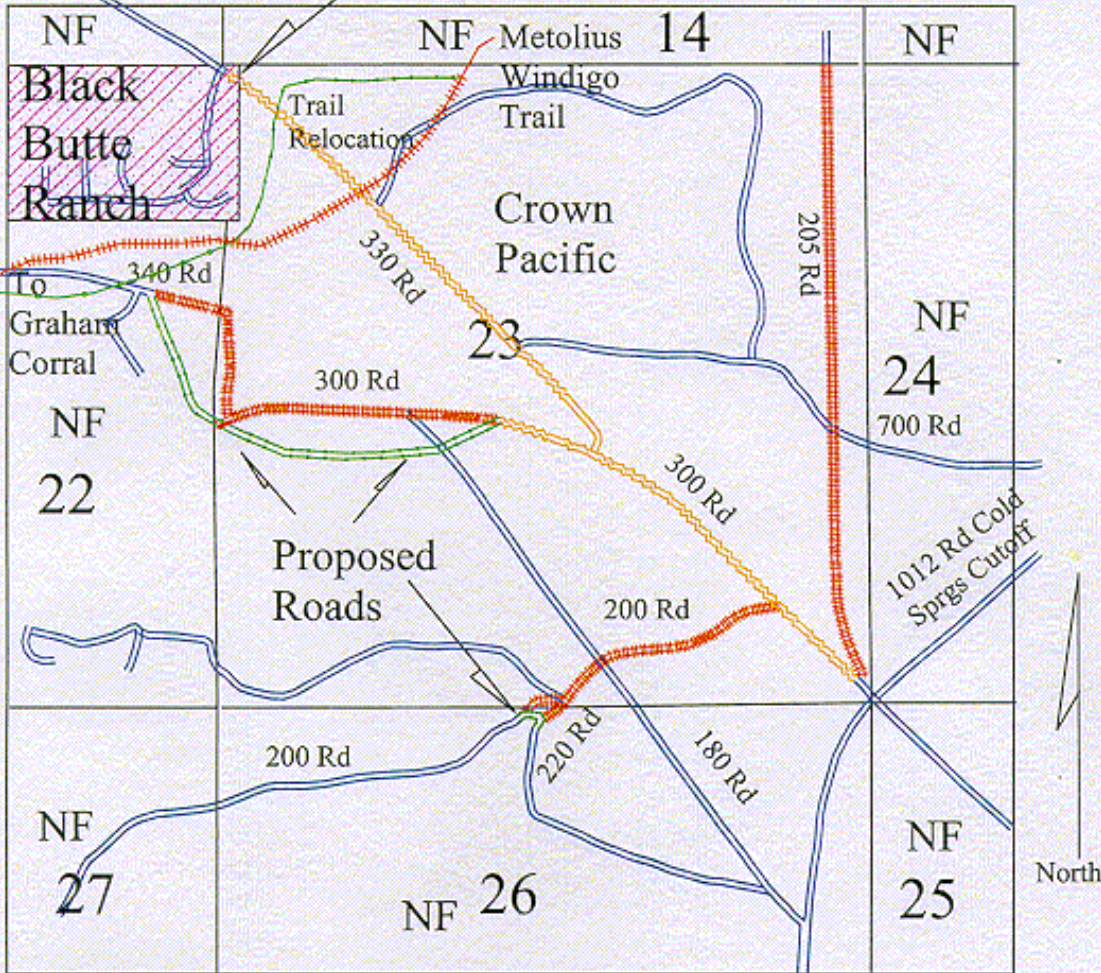 NF
NF
14
NF
Metolius
Windigo
Trail
Black
Butte
Ranch
Trail
Relocation
Crown
Pacific
205 Rd
330 Rd
340 Rd
To
Graham
Corral
23
NF
24
300 Rd
700 Rd
NF
22
300 Rd
1012 Rd Cold
Sprgs Cutoff
Proposed
Roads
200 Rd
220 Rd
200 Rd
180 Rd
NF
27
NF
26
NF
25
North